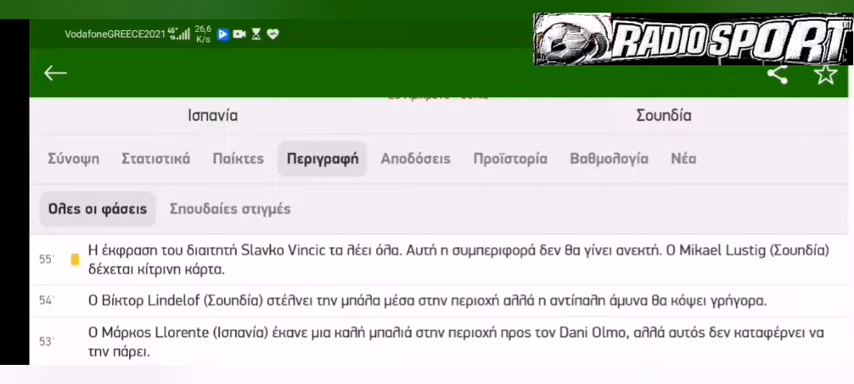 VodafoneGREECE2021 4G+ 26,6 K/s
RADIO SPORT
Ισπανία Σουηδία
Σύνοψη Στατιστικά Παίκτες Περιγραφή Αποδόσεις Προϊστορία Βαθμολογία Νέα
Όλες οι φάσεις Σπουδαίες στιγμές
55' Η έκφραση του διαιτητή Slavko Vincic τα λέει όλα. Αυτή η συμπεριφορά δεν θα γίνει ανεκτή. Ο Mikael Lustig (Σουηδία)
δέχεται κίτρινη κάρτα.
54' Ο Βίκτορ Lindelof (Σουηδία) στέλνει την μπάλα μέσα στην περιοχή αλλά η αντίπαλη άμυνα θα κόψει γρήγορα.
53' Ο Μάρκος Llorente (Ισπανία) έκανε μια καλή μπαλιά στην περιοχή προς τον Dani Olmo, αλλά αυτός δεν καταφέρνει να
την πάρει.